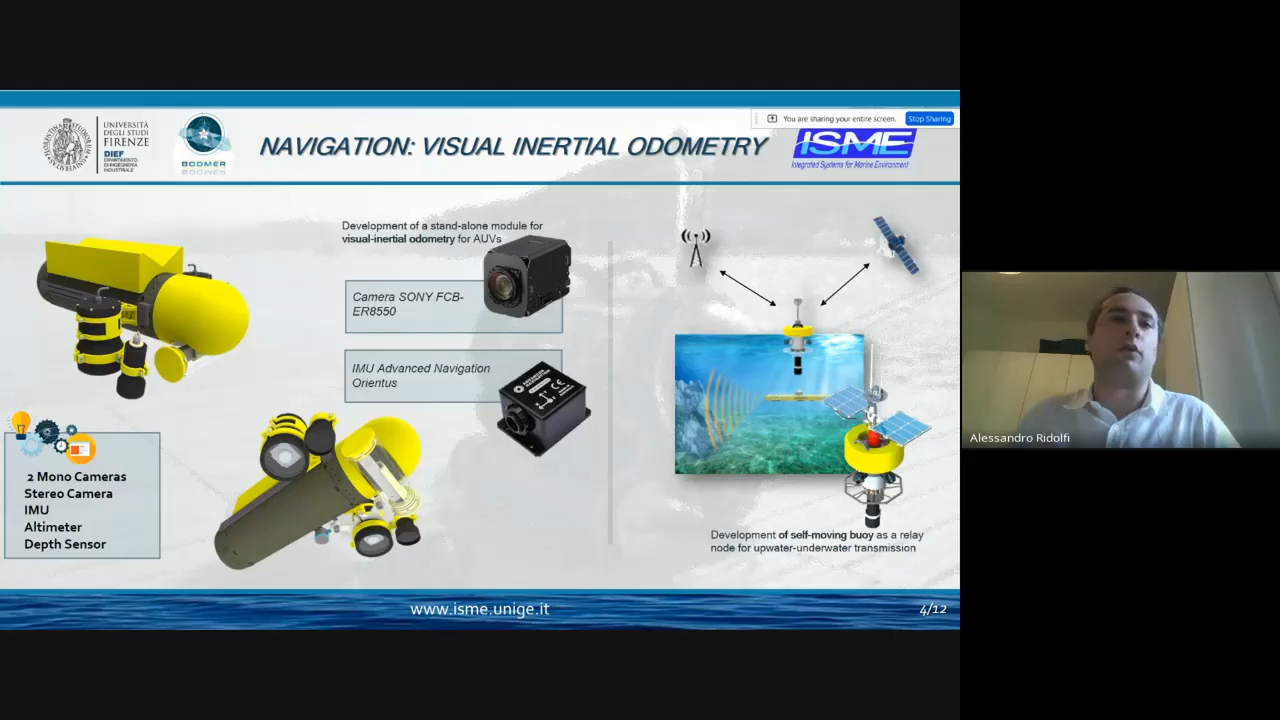 UNIVERSITÀ
DEGLI STUDI
FIRENZE
DIEF
DIPARTIMENTO
DI INGEGNERIA
INDUSTRIALE
BOOMER
NAVIGATION: VISUAL INERTIAL ODOMETRY
You are sharing your entire screen.
Stop Sharing
ISME
Integrated Systems for Marine Environment
Development of a stand-alone module for
visual-inertial odometry for AUVs
Camera SONY FCB-
ER8550
IMU Advanced Navigation
Orientus
2 Mono Cameras
Stereo Camera
IMU
Altimeter
Depth Sensor
Development of self-moving buoy as a relay
node for upwater-underwater transmission
www.isme.unige.it
4/12
Alessandro Ridolfi